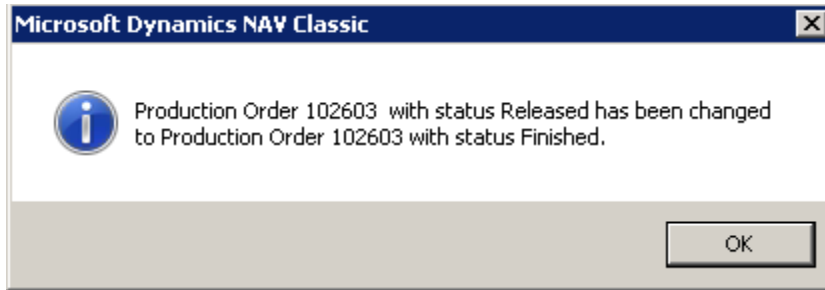 Microsoft Dynamics NAV Classic
Production Order 102603  with status Released has been changed
to Production Order 102603 with status Finished.
OK